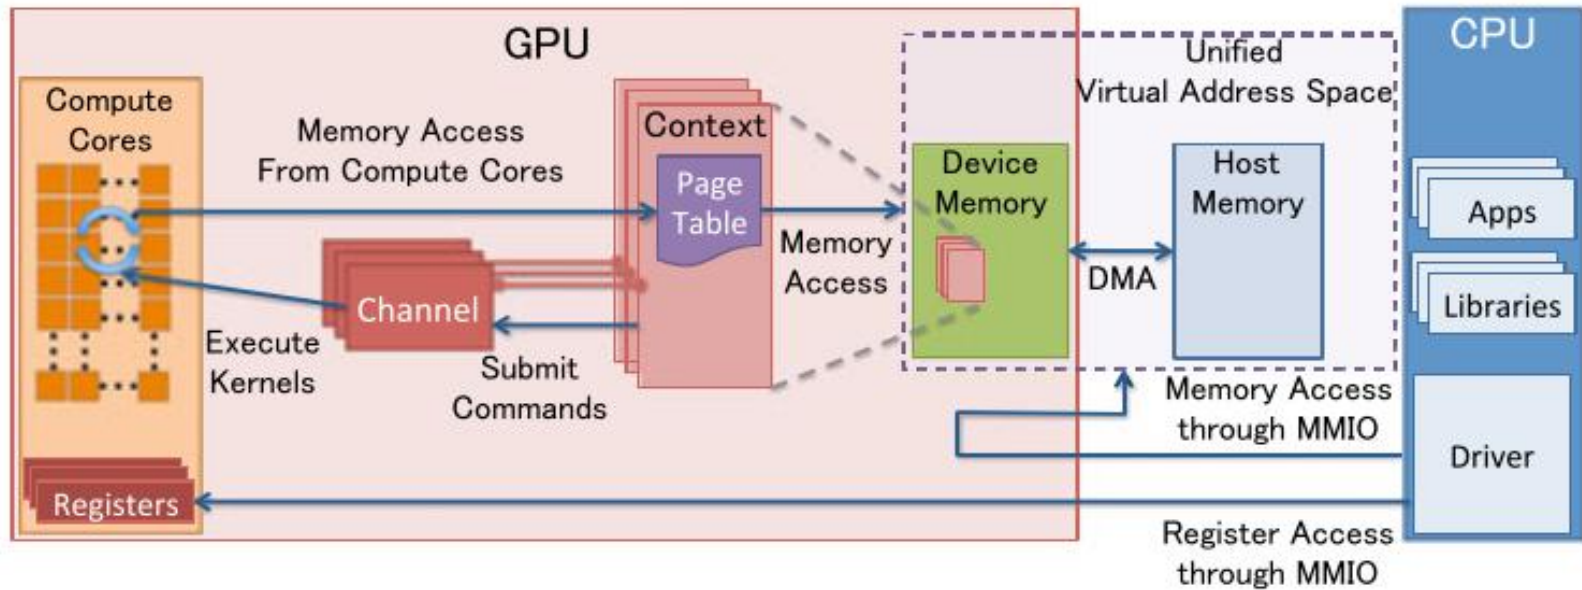 GPU
CPU
Compute
Cores
Memory Access
From Compute Cores
Context
Page
Table
Unified
Virtual Address Space
Device
Memory
Host
Memory
Memory
Access
DMA
Apps
Libraries
Channel
Execute
Kernels
Submit
Commands
Memory Access
through MMIO
Driver
Registers
Register Access
through MMIO